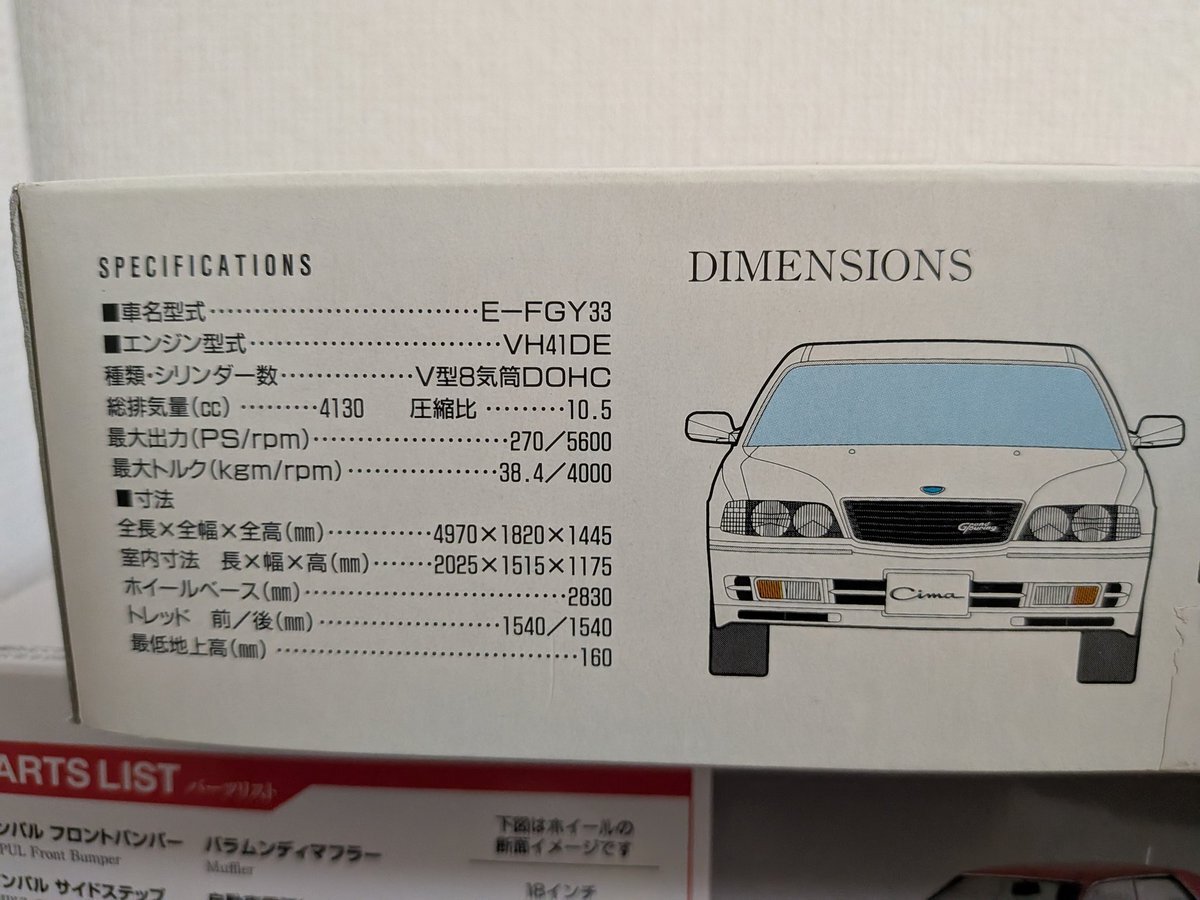 SPECIFICATIONS
■車名型式……………………………E－FGY33
■エンジン型式…………………………VH41DE
種類・シリンダー数……………V型8気筒DOHC
総排気量(cc)………4130 圧縮比………10.5
最大出力(PS/rpm)……………………270／5600
最大トルク(kgm/rpm)………………38.4／4000
■寸法
全長×全幅×全高(㎜)…………4970×1820×1445
室内寸法 長×幅×高(㎜)……2025×1515×1175
ホイールベース(㎜)……………………………2830
トレッド 前／後(㎜)…………………1540／1540
最低地上高(㎜)………………………………160
DIMENSIONS
Grand Touring
Cima
ARTS LIST パーツリスト
ンパル フロントバンパー
PUL Front Bumper
ンパル サイドステップ
バラムンディマフラー
Muffler
下図はホイールの
断面イメージです
18インチ